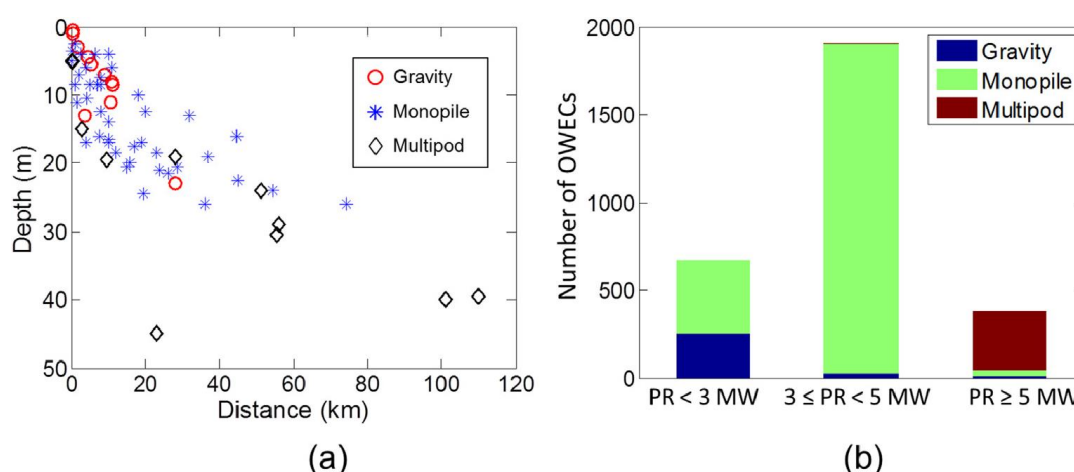 0
10
20
30
40
50
Depth (m)
0 20 40 60 80 100 120
Distance (km)
Gravity
Monopile
Multipod
(a)
2000
1500
1000
500
0
Number of OWECs
Gravity
Monopile
Multipod
PR < 3 MW 3 ≤ PR < 5 MW PR ≥ 5 MW
(b)